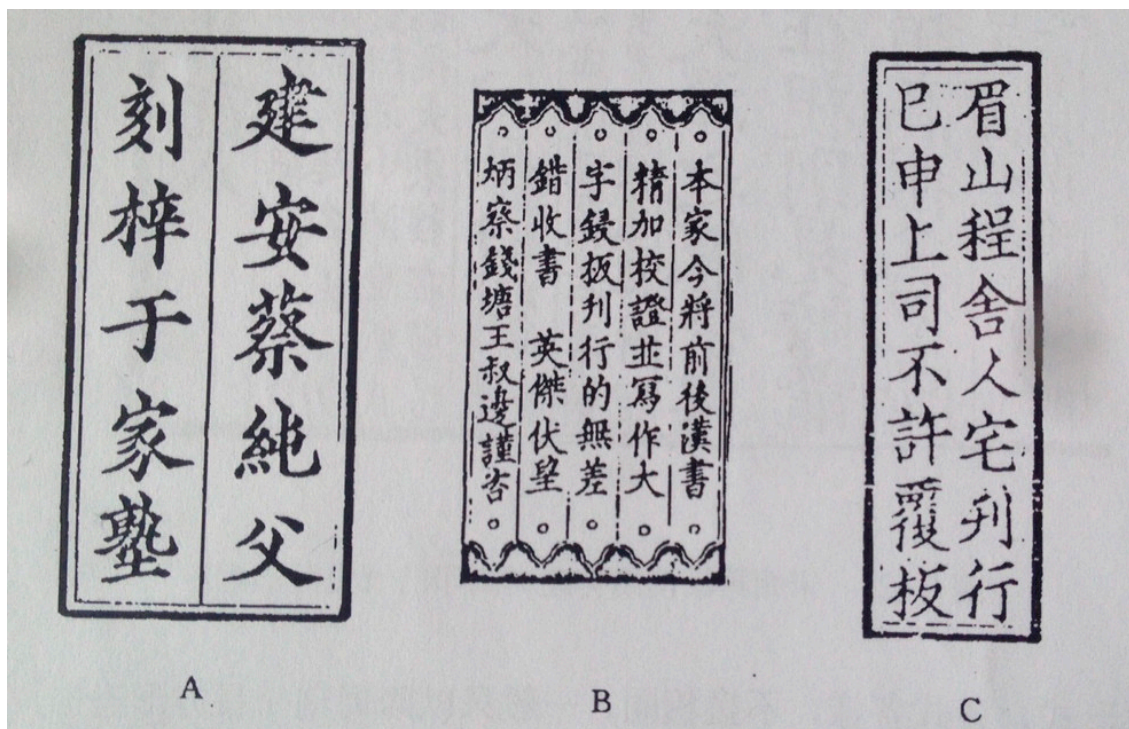 建安蔡純父
刻梓于家塾
A
本家今將前後漢書
精加校證並寫作大
字鋟板刊行的無差
錯收書 英傑伏望
炳察錢塘王叔邊謹咨
B
眉山程舍人宅刊行
已申上司不許覆板
C